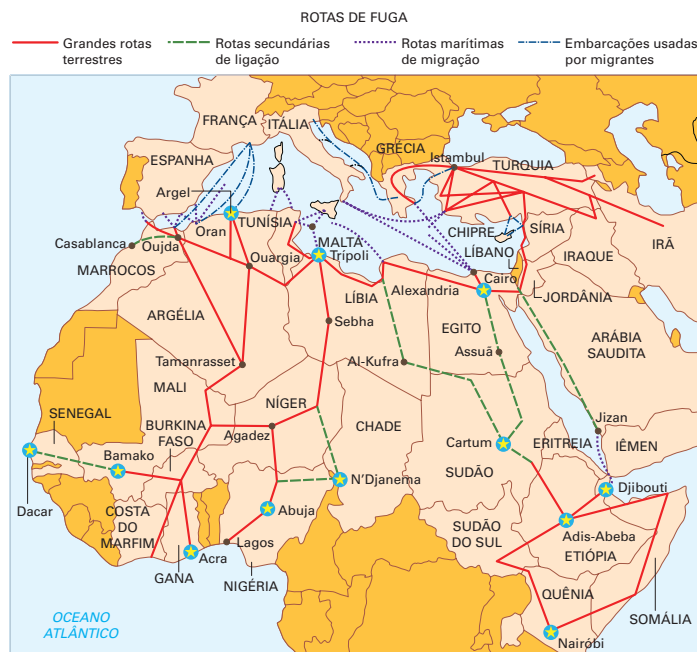 ROTAS DE FUGA
Grandes rotas
terrestres
Rotas secundárias
de ligação
Rotas marítimas
de migração
Embarcações usadas
por migrantes
FRANÇA
ITÁLIA
ESPANHA
GRÉCIA
Istambul
TURQUIA
Argel
Oran
TUNÍSIA
Casablanca
Oujda
MARROCOS
Ouargia
MALTA
Trípoli
CHIPRE
LÍBANO
SÍRIA
IRAQUE
IRÃ
Cairo
JORDÂNIA
ARGÉLIA
LÍBIA
Alexandria
Sebha
EGITO
Assuã
ARÁBIA
SAUDITA
Tamanrasset
Al-Kufra
MALI
NÍGER
CHADE
Jizan
SENEGAL
BURKINA
FASO
Agadez
Cartum
ERITREIA
IÊMEN
Bamako
SUDÃO
N'Djanema
Djibouti
Dacar
COSTA
DO
MARFIM
Abuja
Lagos
Acra
GANA
NIGÉRIA
SUDÃO
DO SUL
Adis-Abeba
ETIÓPIA
QUÊNIA
SOMÁLIA
Nairóbi
OCEANO
ATLÂNTICO